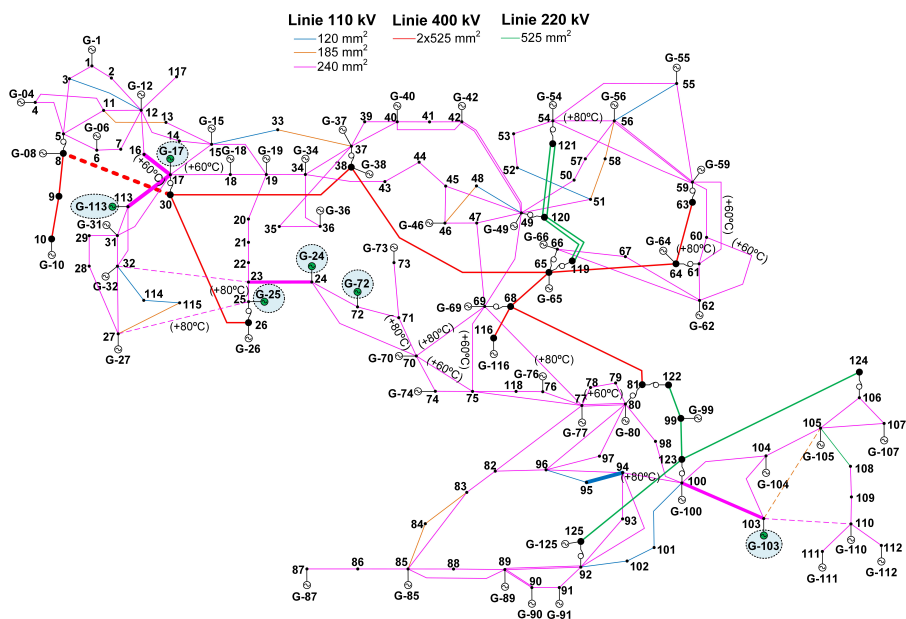 Linie 110 kV Linie 400 kV Linie 220 kV
120 mm² 2x525 mm² 525 mm²
185 mm²
240 mm²
G-1
1
2
3
117
G-04
4
G-12
12
11
13
G-06
5
6
7
14
G-15
15
33
G-08
8
16
(+60°C)
G-17
17
(+60°C)
G-18
18
G-19
19
G-34
34
G-37
37
39
G-40
40
41
G-42
42
G-38
38
43
44
45
48
G-46
46
47
G-49
49
9
30
10
G-10
113
G-113
G-31
31
29
28
32
G-32
114
115
27
G-27
20
21
22
23
(+80°C)
25
G-25
26
G-26
G-24
24
G-36
35
36
G-72
72
G-73
73
71
(+80°C)
70
G-70
(+80°C)
(+60°C)
(+60°C)
G-74
74
75
118
G-76
76
G-69
69
68
116
G-116
G-54
54
(+80°C)
53
52
121
G-56
56
57
58
50
51
G-55
55
120
G-59
59
63
(+60°C)
60
(+60°C)
G-66
66
67
65
G-65
119
G-64
64
(+80°C)
61
62
G-62
(+80°C)
78
79
(+60°C)
77
G-77
80
G-80
81
122
99
G-99
98
97
123
124
106
107
G-107
105
G-105
104
G-104
108
109
110
G-110
111
G-111
112
G-112
103
G-103
100
G-100
82
96
94
(+80°C)
95
83
84
93
125
G-125
92
102
101
87
G-87
86
85
G-85
88
89
G-89
90
G-90
91
G-91